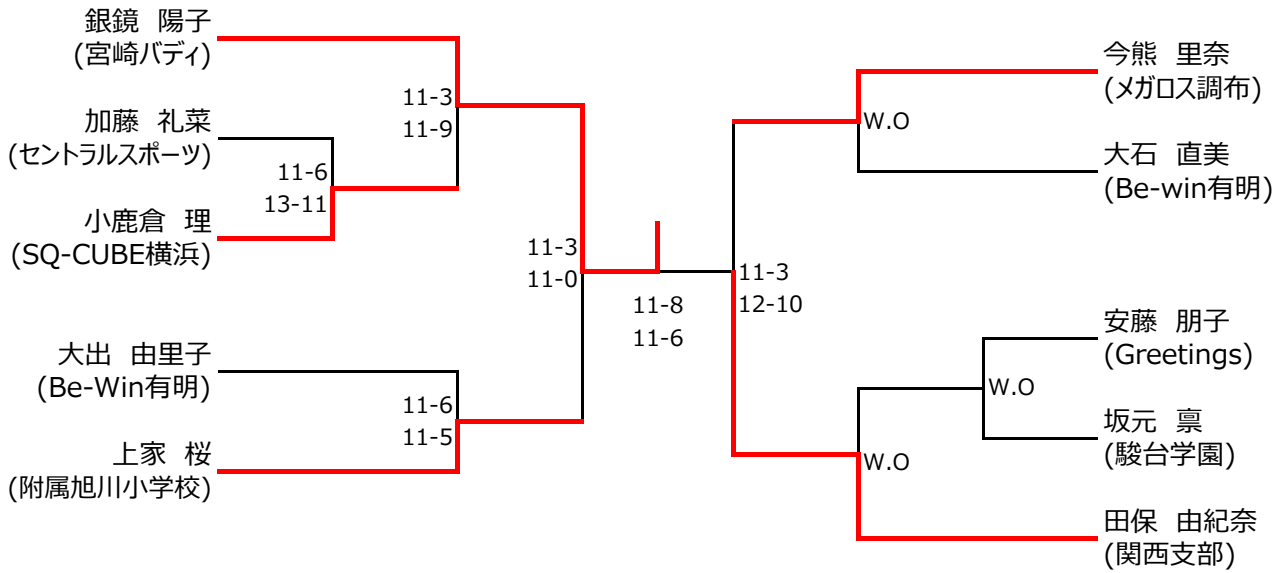 銀鏡 陽子
(宮崎バディ)
加藤 礼菜
(セントラルスポーツ)
小鹿倉 理
(SQ-CUBE横浜)
大出 由里子
(Be-Win有明)
上家 桜
(附属旭川小学校)
11-6
13-11
11-3
11-9
11-6
11-5
11-3
11-0
11-8
11-6
11-3
12-10
W.O
W.O
W.O
今熊 里奈
(メガロス調布)
大石 直美
(Be-win有明)
安藤 朋子
(Greetings)
坂元 禀
(駿台学園)
田保 由紀奈
(関西支部)